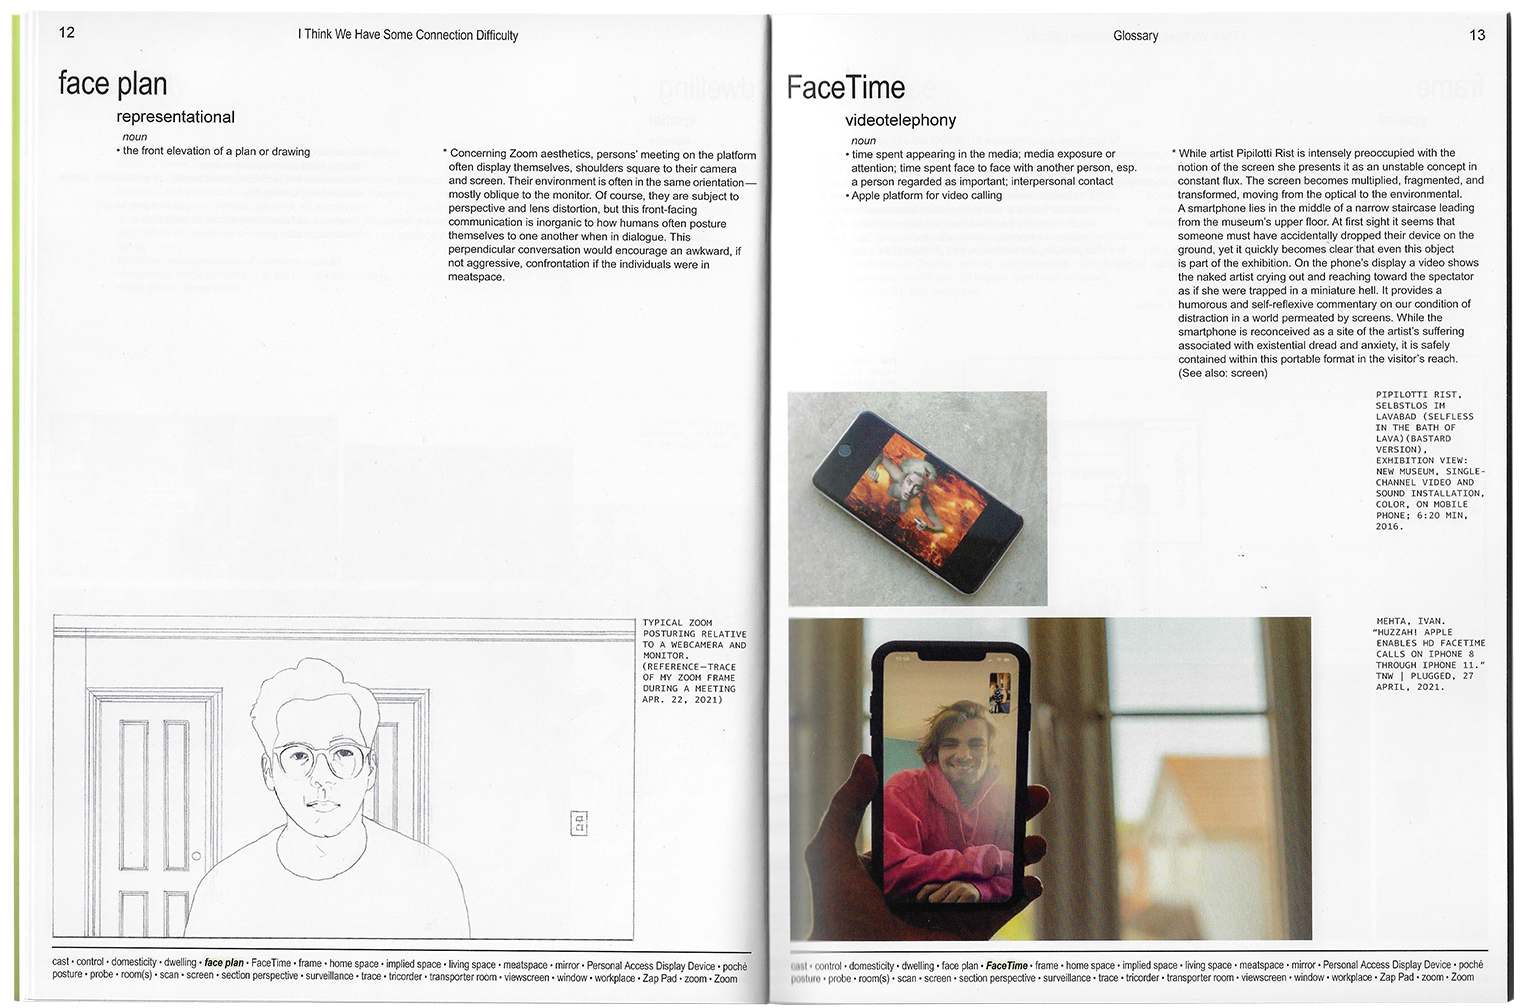 12
I Think We Have Some Connection Difficulty
face plan
representational
noun
• the front elevation of a plan or drawing
* Concerning Zoom aesthetics, persons' meeting on the platform
often display themselves, shoulders square to their camera
and screen. Their environment is often in the same orientation—
mostly oblique to the monitor. Of course, they are subject to
perspective and lens distortion, but this front-facing
communication is inorganic to how humans often posture
themselves to one another when in dialogue. This
perpendicular conversation would encourage an awkward, if
not aggressive, confrontation if the individuals were in
meatspace.
TYPICAL ZOOM
POSTURING RELATIVE
TO A WEBCAMERA AND
MONITOR.
(REFERENCE—TRACE
OF MY ZOOM FRAME
DURING A MEETING
APR. 22, 2021)
cast • control • domesticity • dwelling • face plan • FaceTime • frame • home space • implied space • living space • meatspace • mirror • Personal Access Display Device • poché
posture • probe • room(s) • scan • screen • section perspective • surveillance • trace • tricorder • transporter room • viewscreen • window • workplace • Zap Pad • zoom • Zoom
Glossary
13
FaceTime
videotelephony
noun
• time spent appearing in the media; media exposure or
attention; time spent face to face with another person, esp.
a person regarded as important; interpersonal contact
• Apple platform for video calling
* While artist Pipilotti Rist is intensely preoccupied with the
notion of the screen she presents it as an unstable concept in
constant flux. The screen becomes multiplied, fragmented, and
transformed, moving from the optical to the environmental.
A smartphone lies in the middle of a narrow staircase leading
from the museum's upper floor. At first sight it seems that
someone must have accidentally dropped their device on the
ground, yet it quickly becomes clear that even this object
is part of the exhibition. On the phone's display a video shows
the naked artist crying out and reaching toward the spectator
as if she were trapped in a miniature hell. It provides a
humorous and self-reflexive commentary on our condition of
distraction in a world permeated by screens. While the
smartphone is reconceived as a site of the artist's suffering
associated with existential dread and anxiety, it is safely
contained within this portable format in the visitor's reach.
(See also: screen)
PIPILOTTI RIST,
SELBSTLOS IM
LAVABAD (SELFLESS
IN THE BATH OF
LAVA)(BASTARD
VERSION),
EXHIBITION VIEW:
NEW MUSEUM, SINGLE-
CHANNEL VIDEO AND
SOUND INSTALLATION,
COLOR, ON MOBILE
PHONE; 6:20 MIN,
2016.
MEHTA, IVAN.
"HUZZAH! APPLE
ENABLES HD FACETIME
CALLS ON IPHONE 8
THROUGH IPHONE 11."
TNW | PLUGGED, 27
APRIL, 2021.
cast • control • domesticity • dwelling • face plan • FaceTime • frame • home space • implied space • living space • meatspace • mirror • Personal Access Display Device • poché
posture • probe • room(s) • scan • screen • section perspective • surveillance • trace • tricorder • transporter room • viewscreen • window • workplace • Zap Pad • zoom • Zoom